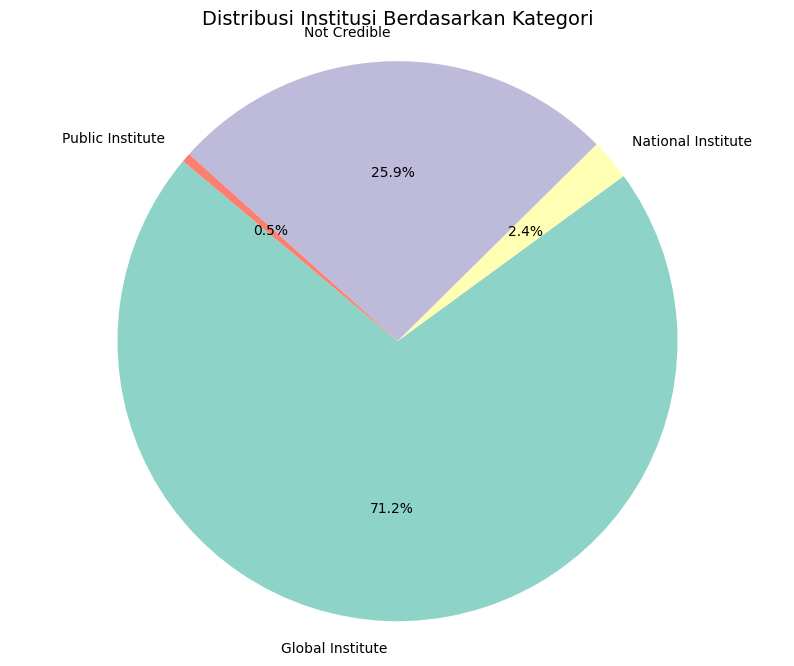 Distribusi Institusi Berdasarkan Kategori
Not Credible
Public Institute
National Institute
25.9%
0.5%
2.4%
71.2%
Global Institute